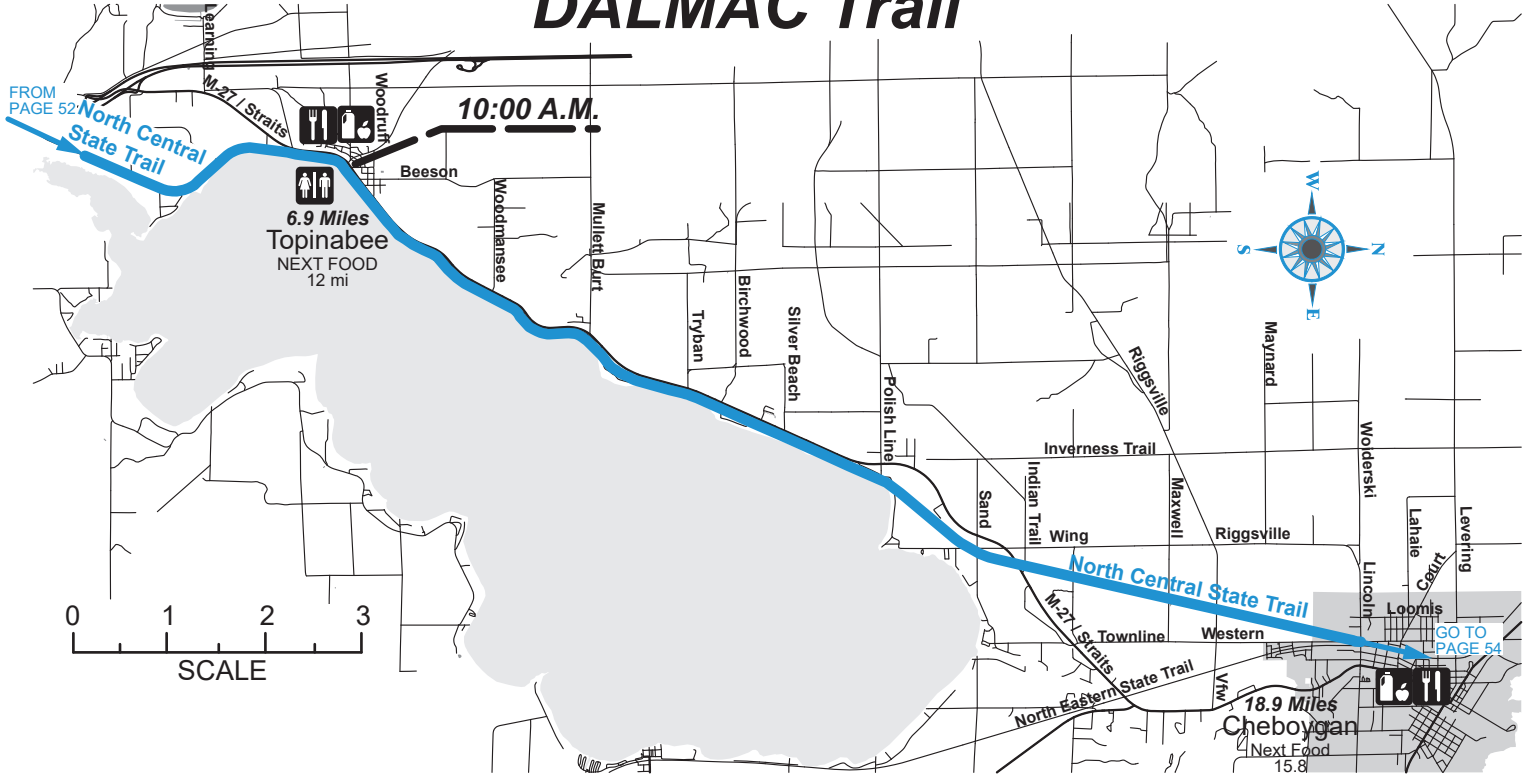 DALMAC Trail
Learning
FROM
PAGE 52
North Central
State Trail
M-27 / Straits
Woodruff
10:00 A.M.
Beeson
6.9 Miles
Topinabee
NEXT FOOD
12 mi
Woodmansee
Mullett Burt
Tryban
Birchwood
Silver Beach
Polish Line
W
S
N
E
Riggsville
Maynard
Inverness Trail
Woiderski
Sand
Indian Trail
Maxwell
Lahaie
Levering
Wing
Riggsville
Court
North Central State Trail
Lincoln
Loomis
M-27 / Straits
Townline
Western
GO TO
PAGE 54
North Eastern State Trail
Vfw
18.9 Miles
Cheboygan
Next Food
15.8
0 1 2 3
SCALE